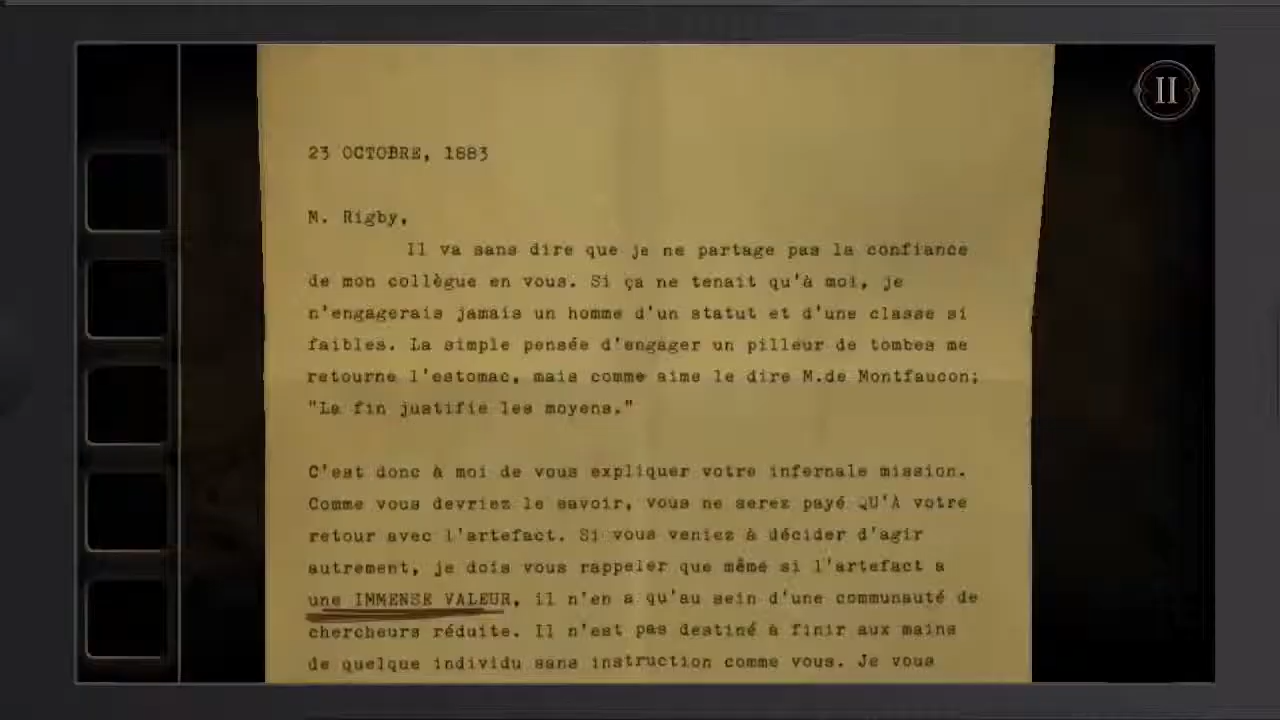 23 OCTOBRE, 1883
M. Rigby,
Il va sans dire que je ne partage pas la confiance
de mon collègue en vous. Si ça ne tenait qu'à moi, je
n'engagerais jamais un homme d'un statut et d'une classe si
faibles. La simple pensée d'engager un pilleur de tombes me
retourne l'estomac, mais comme aime le dire M.de Montfaucon;
"La fin justifie les moyens."
C'est donc à moi de vous expliquer votre infernale mission.
Comme vous devriez le savoir, vous ne serez payé QU'À votre
retour avec l'artefact. Si vous veniez à décider d'agir
autrement, je dois vous rappeler que même si l'artefact a
une IMMENSE VALEUR, il n'en a qu'au sein d'une communauté de
chercheurs réduite. Il n'est pas destiné à finir aux mains
de quelque individu sans instruction comme vous. Je vous